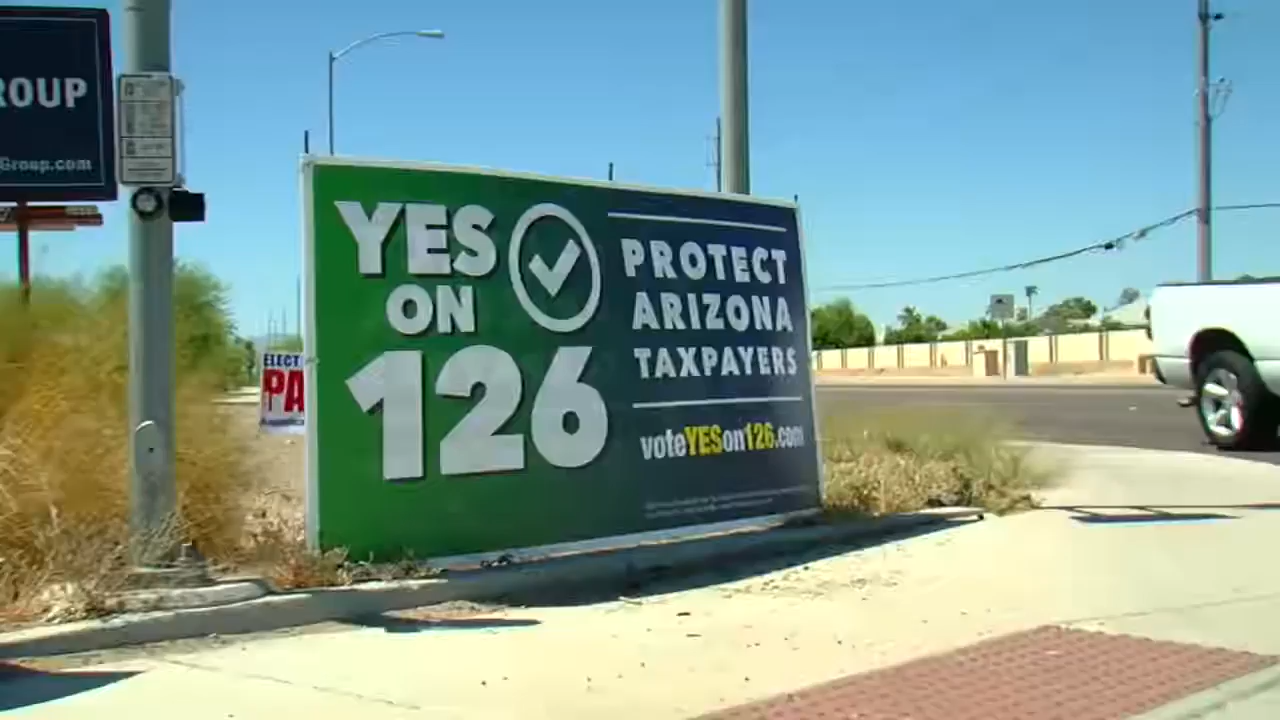 ROUP
Group.com
YES
ON
126
PROTECT
ARIZONA
TAXPAYERS
voteYESon126.com
ELECT
PA